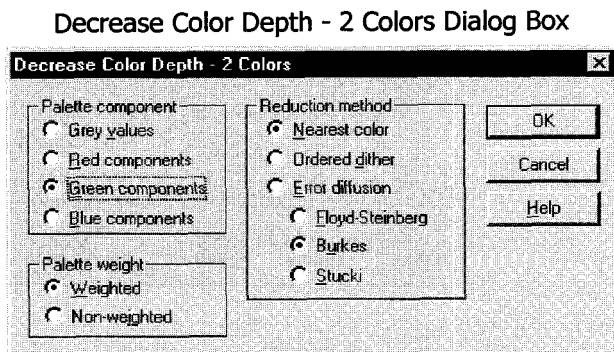 Decrease Color Depth - 2 Colors Dialog Box
Decrease Color Depth - 2 Colors
Palette component
Grey values
Red components
Green components
Blue components
Palette weight
Weighted
Non-weighted
Reduction method
Nearest color
Ordered dither
Error diffusion
Floyd-Steinberg
Burkes
Stucki
OK
Cancel
Help